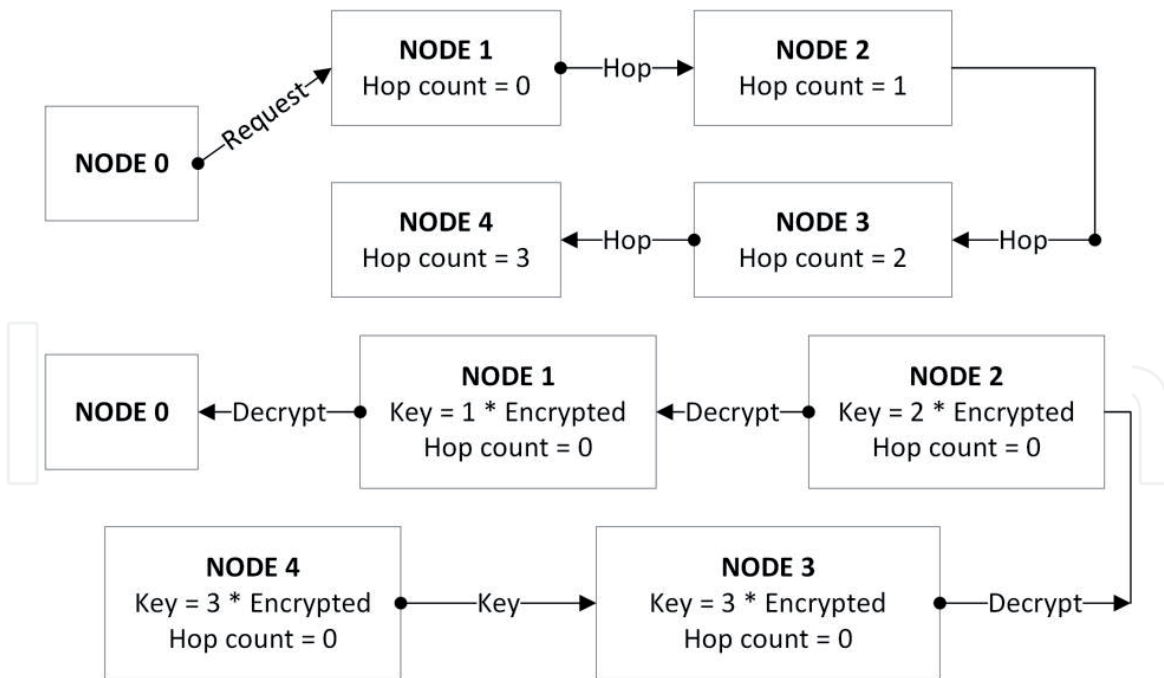 NODE 0
Request
NODE 1
Hop count = 0
Hop
NODE 2
Hop count = 1
Hop
NODE 3
Hop count = 2
Hop
NODE 4
Hop count = 3
NODE 0
Decrypt
NODE 1
Key = 1 * Encrypted
Hop count = 0
Decrypt
NODE 2
Key = 2 * Encrypted
Hop count = 0
NODE 4
Key = 3 * Encrypted
Hop count = 0
Key
NODE 3
Key = 3 * Encrypted
Hop count = 0
Decrypt